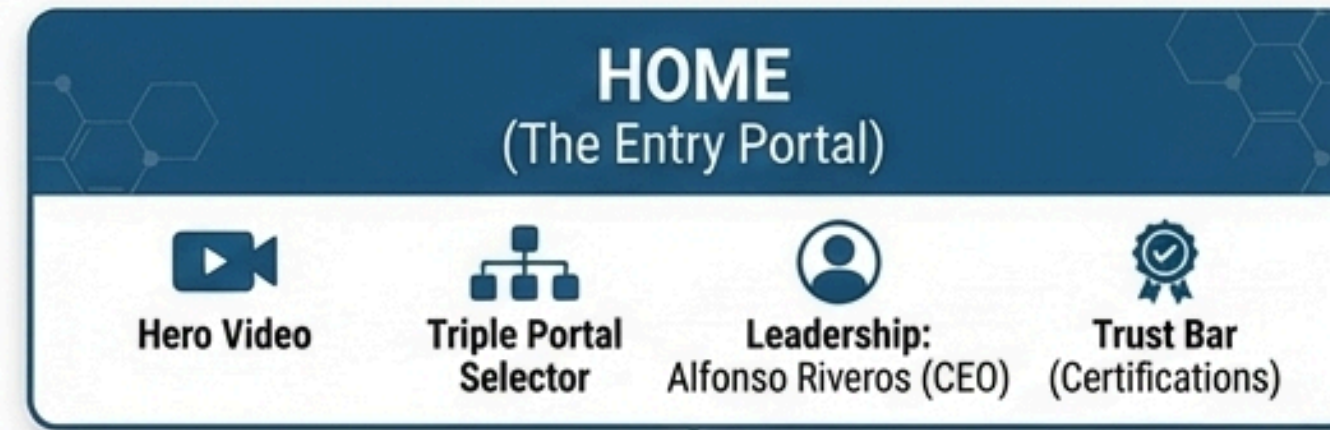 HOME
(The Entry Portal)
Hero Video
Triple Portal
Selector
Leadership:
Alfonso Riveros (CEO)
Trust Bar
(Certifications)